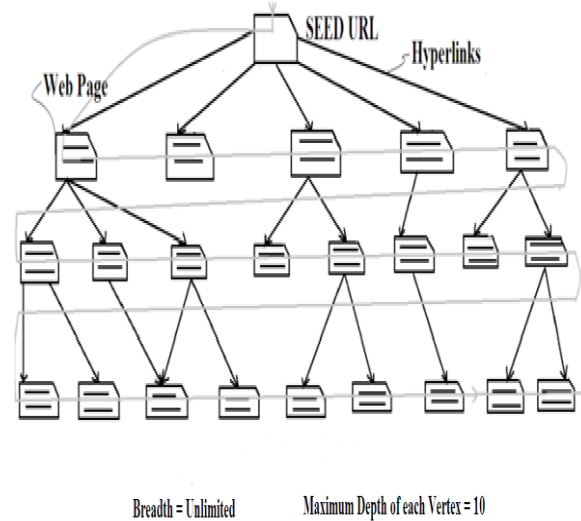 SEED URL
Hyperlinks
Web Page
Breadth = Unlimited
Maximum Depth of each Vertex = 10